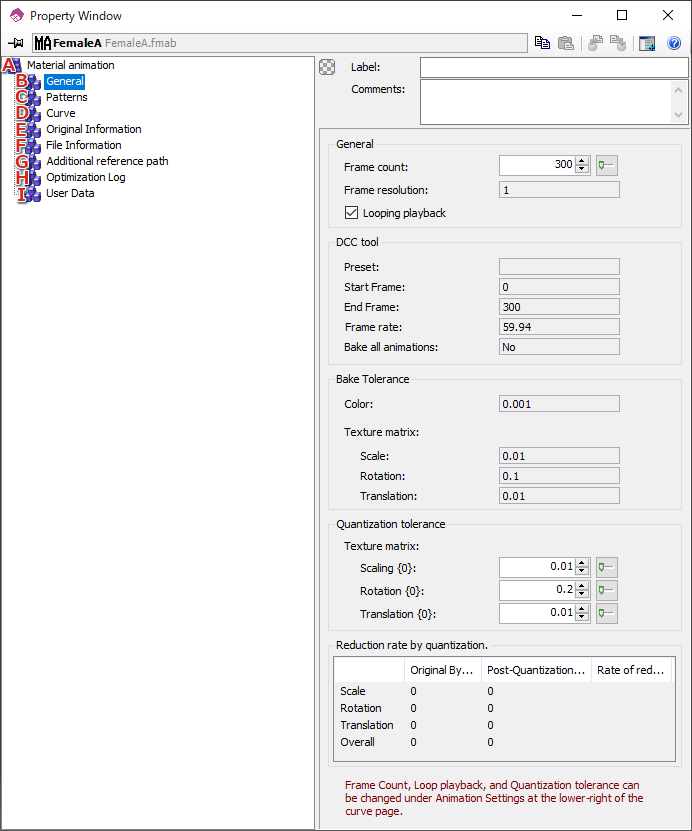 Property Window
MA FemaleA FemaleA.fmab
A Material animation
B General
C Patterns
D Curve
E Original Information
F File Information
G Additional reference path
H Optimization Log
I User Data
Label:
Comments:
General
Frame count: 300
Frame resolution: 1
Looping playback
DCC tool
Preset:
Start Frame: 0
End Frame: 300
Frame rate: 59.94
Bake all animations: No
Bake Tolerance
Color: 0.001
Texture matrix:
Scale: 0.01
Rotation: 0.1
Translation: 0.01
Quantization tolerance
Texture matrix:
Scaling {0}: 0.01
Rotation {0}: 0.2
Translation {0}: 0.01
Reduction rate by quantization.
Original By... Post-Quantization... Rate of red...
Scale 0 0
Rotation 0 0
Translation 0 0
Overall 0 0
Frame Count, Loop playback, and Quantization tolerance can
be changed under Animation Settings at the lower-right of the
curve page.